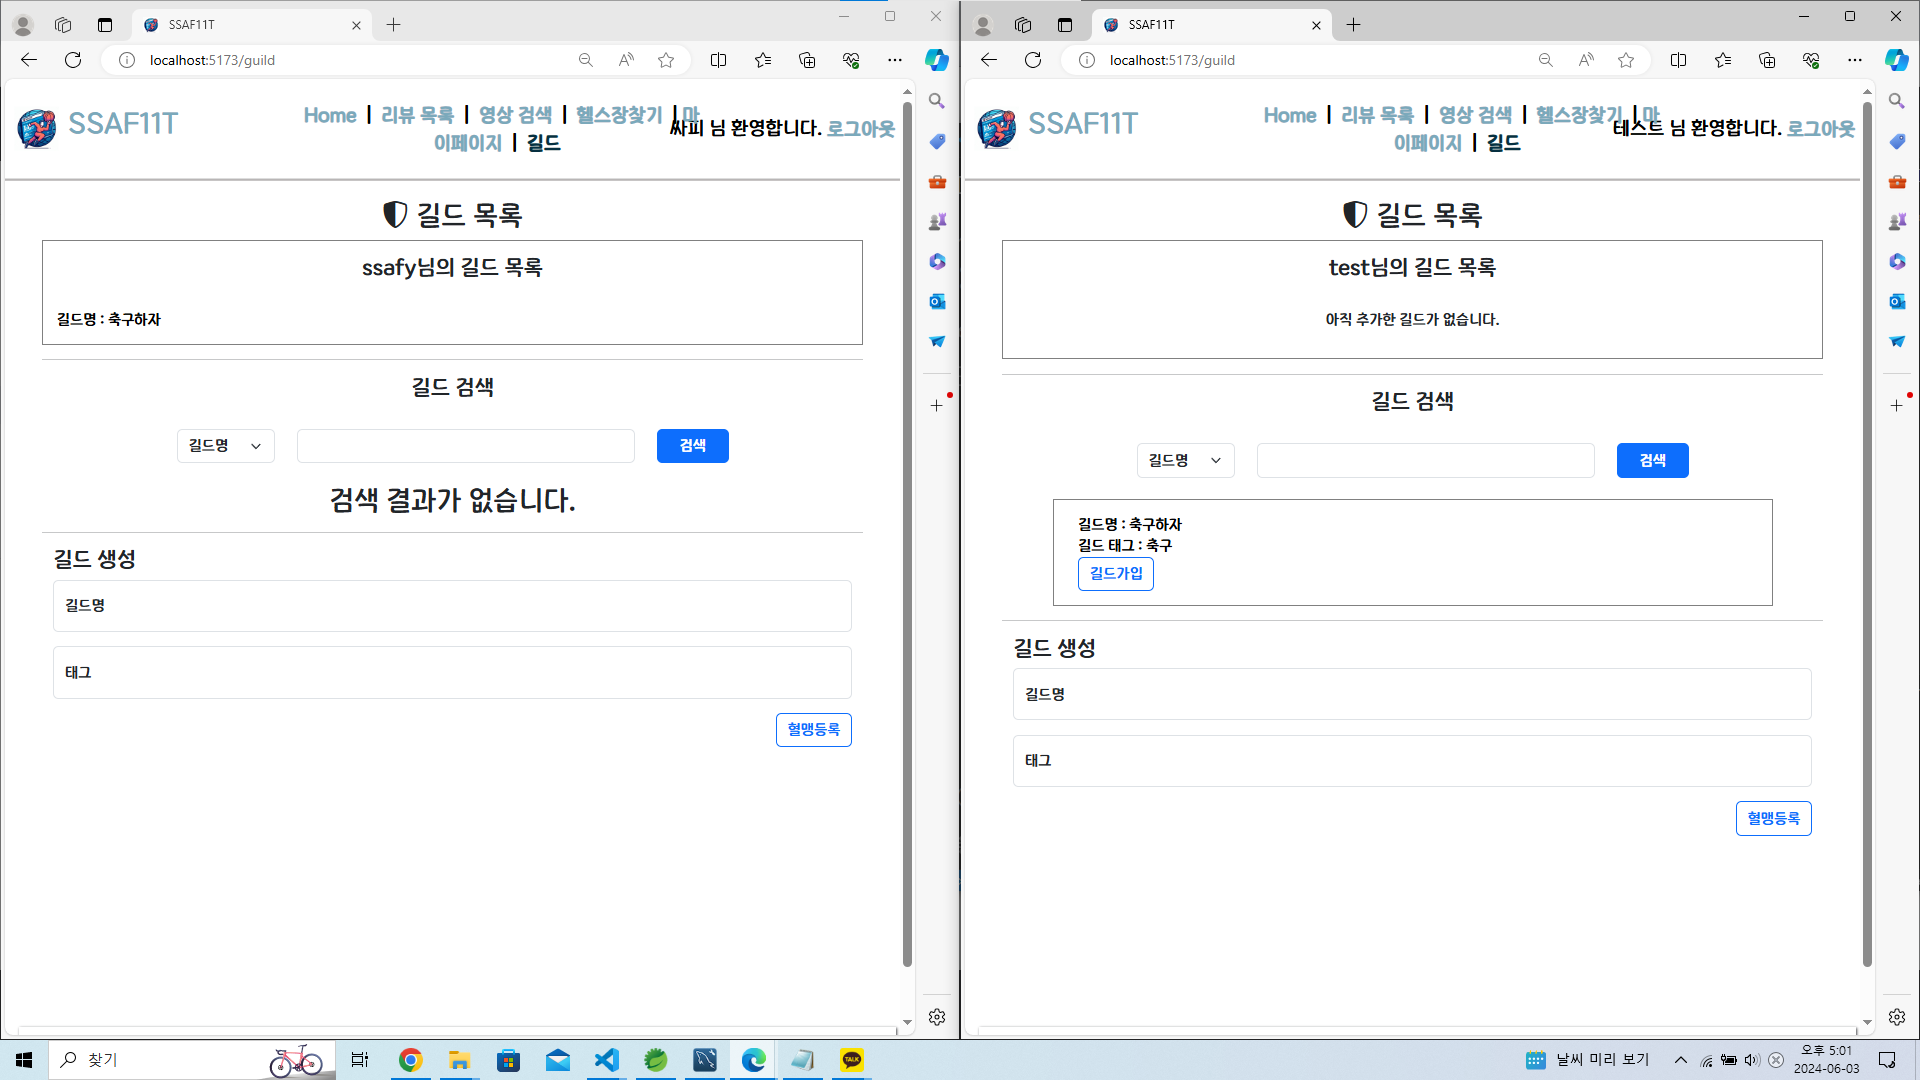 SSAF11T
localhost:5173/guild
SSAF11T
Home | 리뷰 목록 | 영상 검색 | 헬스장찾기 | 마
이페이지 | 길드
싸피 님 환영합니다. 로그아웃
길드 목록
ssafy님의 길드 목록
길드명 : 축구하자
길드 검색
길드명
검색
검색 결과가 없습니다.
길드 생성
길드명
태그
혈맹등록
SSAF11T
localhost:5173/guild
SSAF11T
Home | 리뷰 목록 | 영상 검색 | 헬스장찾기 | 마
이페이지 | 길드
테스트 님 환영합니다. 로그아웃
길드 목록
test님의 길드 목록
아직 추가한 길드가 없습니다.
길드 검색
길드명
검색
길드명 : 축구하자
길드 태그 : 축구
길드가입
길드 생성
길드명
태그
혈맹등록
찾기
TALK
날씨 미리 보기
오후 5:01
2024-06-03